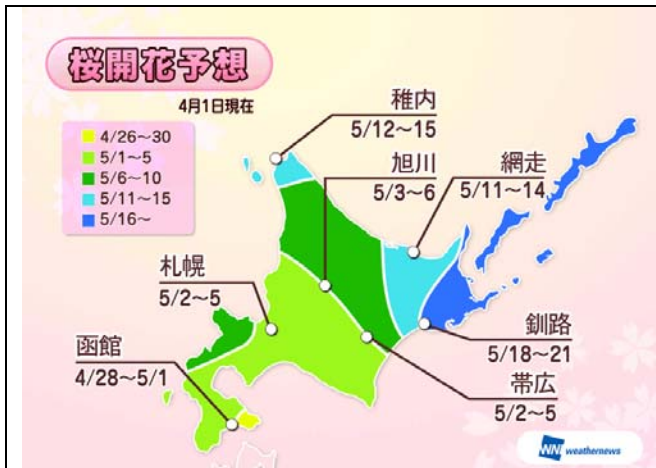 桜開花予想
4月1日現在
4/26～30
5/1～5
5/6～10
5/11～15
5/16～
稚内
5/12～15
旭川
5/3～6
網走
5/11～14
札幌
5/2～5
函館
4/28～5/1
釧路
5/18～21
帯広
5/2～5
WNI weathernews